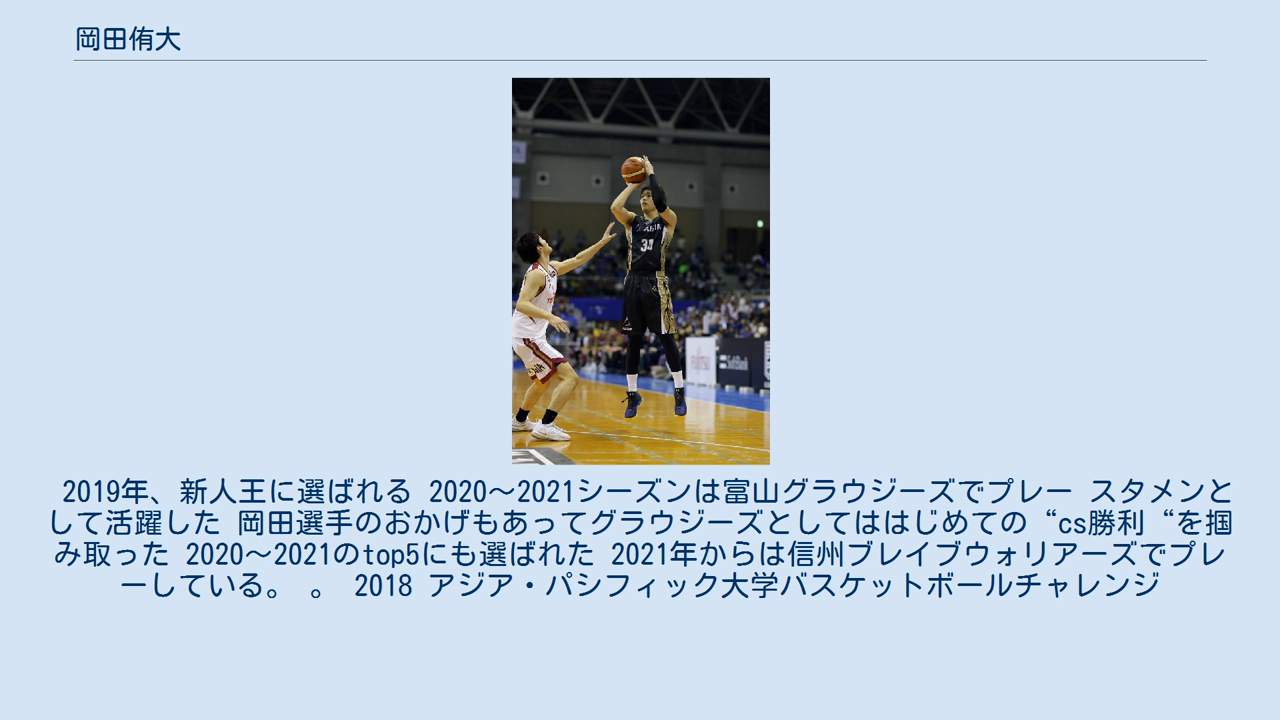 岡田侑大
30
2019年、新人王に選ばれる 2020〜2021シーズンは富山グラウジーズでプレー スタメンと
して活躍した 岡田選手のおかげもあってグラウジーズとしてははじめての“cs勝利“を掴
み取った 2020〜2021のtop5にも選ばれた 2021年からは信州ブレイブウォリアーズでプレ
ーしている。 。 2018 アジア・パシフィック大学バスケットボールチャレンジ